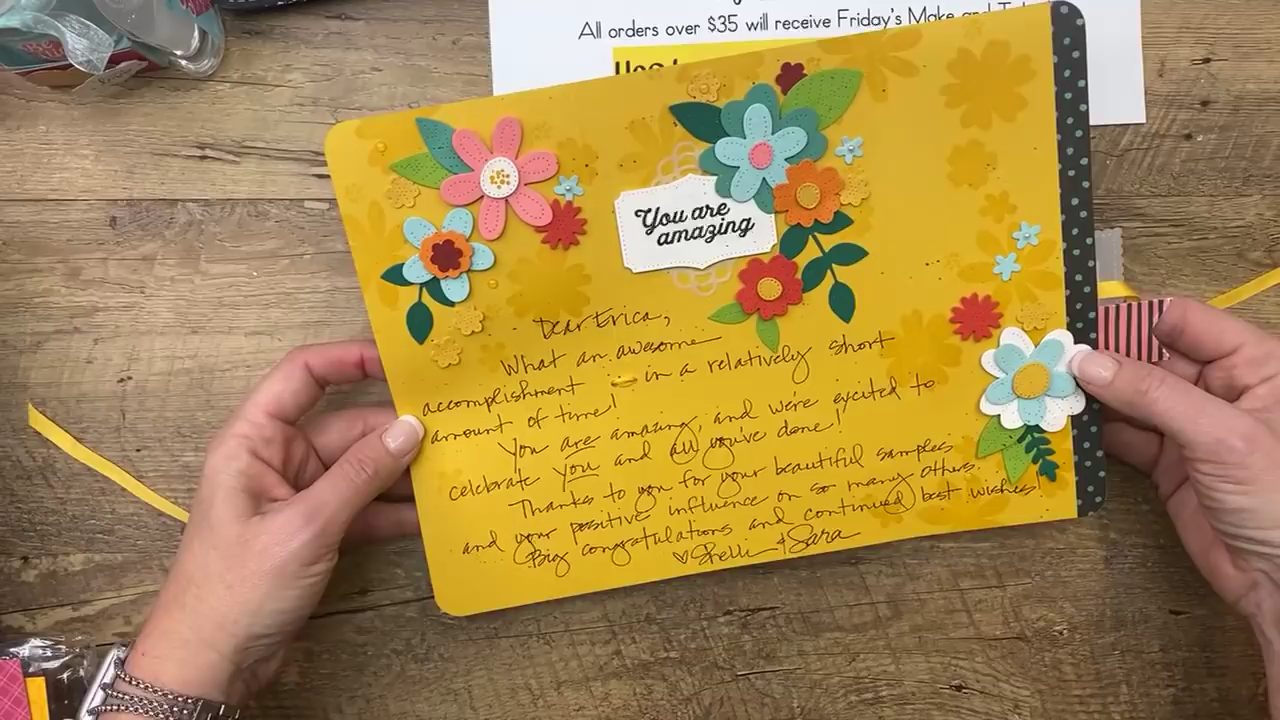 All orders over $35 will receive Friday's Make and
You are
amazing
Dear Erica,
What an awesome
accomplishment — in a relatively short
amount of time!
You are amazing, and we're excited to
celebrate you and all you've done!
Thanks to you for your beautiful samples
and your positive influence on so many others.
Big congratulations and continued best wishes!
♡ Shelli + Sara